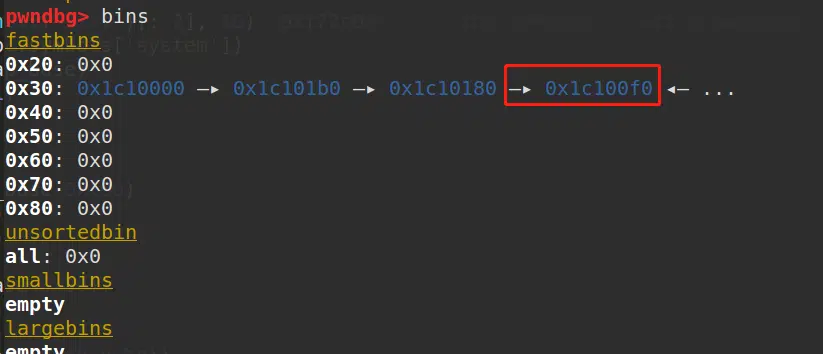 pwndbg> bins
fastbins
0x20: 0x0
0x30: 0x1c10000 —▸ 0x1c101b0 —▸ 0x1c10180 —▸ 0x1c100f0 ◂— ...
0x40: 0x0
0x50: 0x0
0x60: 0x0
0x70: 0x0
0x80: 0x0
unsortedbin
all: 0x0
smallbins
empty
largebins
empty